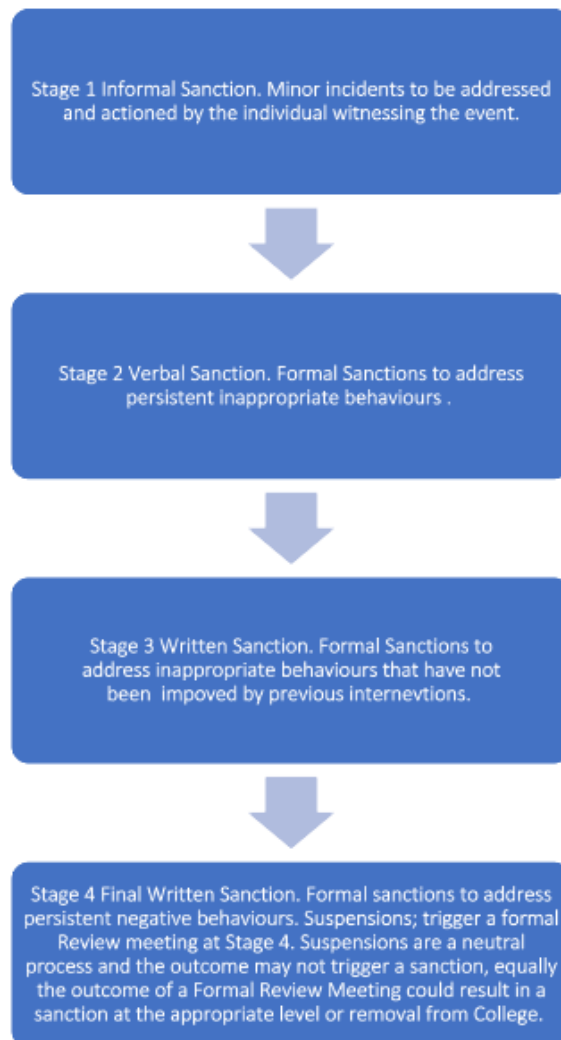 Stage 1 Informal Sanction. Minor incidents to be addressed
and actioned by the individual witnessing the event.
Stage 2 Verbal Sanction. Formal Sanctions to address
persistent inappropriate behaviours .
Stage 3 Written Sanction. Formal Sanctions to
address inappropriate behaviours that have not
been impoved by previous internevtions.
Stage 4 Final Written Sanction. Formal sanctions to address
persistent negative behaviours. Suspensions; trigger a formal
Review meeting at Stage 4. Suspensions are a neutral
process and the outcome may not trigger a sanction, equally
the outcome of a Formal Review Meeting could result in a
sanction at the appropriate level or removal from College.